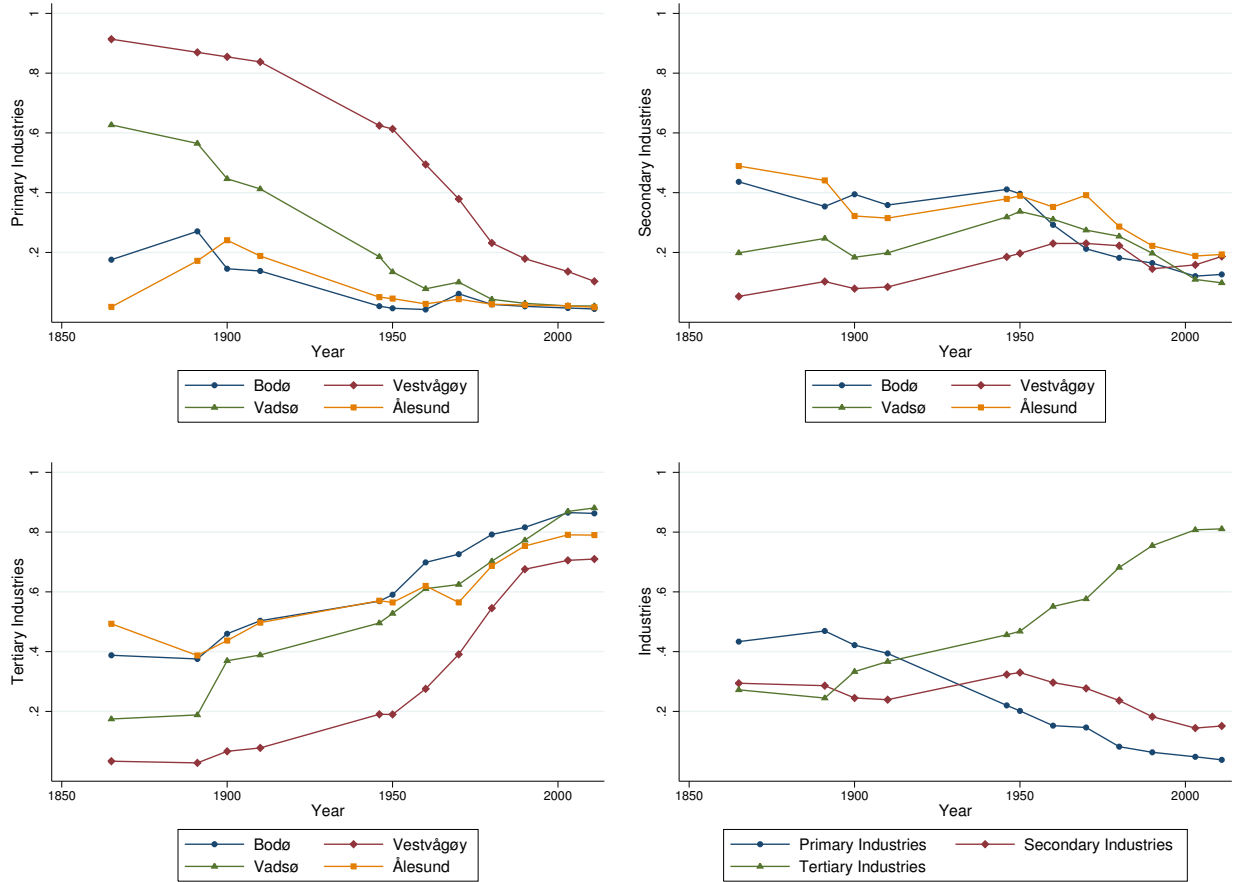 1
.8
.6
.4
.2
Primary Industries
1850 1900 1950 2000
Year
Bodø Vestvågøy
Vadsø Ålesund
1
.8
.6
.4
.2
Secondary Industries
1850 1900 1950 2000
Year
Bodø Vestvågøy
Vadsø Ålesund
1
.8
.6
.4
.2
Tertiary Industries
1850 1900 1950 2000
Year
Bodø Vestvågøy
Vadsø Ålesund
1
.8
.6
.4
.2
Industries
1850 1900 1950 2000
Year
Primary Industries Secondary Industries
Tertiary Industries